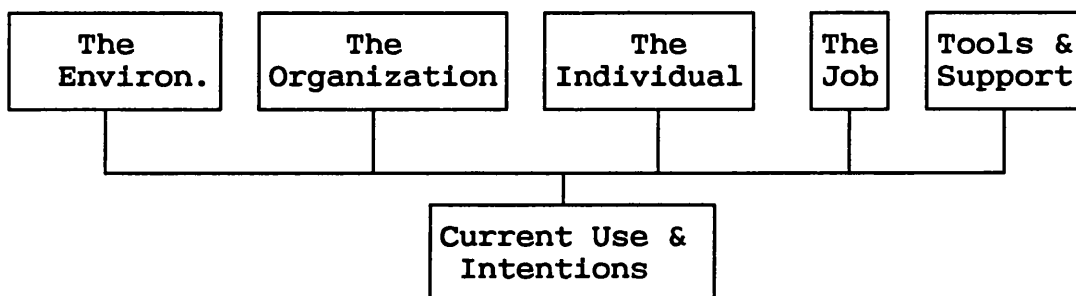 The
Environ.
The
Organization
The
Individual
The
Job
Tools &
Support
Current Use &
Intentions